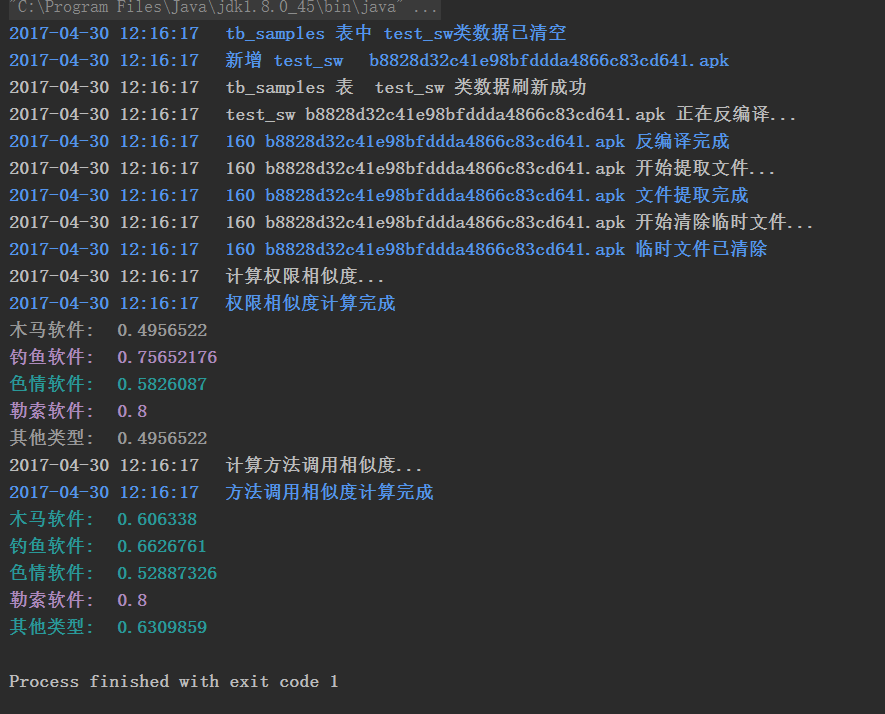 "C:\Program Files\Java\jdk1.8.0_45\bin\java" ...
2017-04-30 12:16:17 tb_samples 表中 test_sw类数据已清空
2017-04-30 12:16:17 新增 test_sw b8828d32c41e98bfddda4866c83cd641.apk
2017-04-30 12:16:17 tb_samples 表 test_sw 类数据刷新成功
2017-04-30 12:16:17 test_sw b8828d32c41e98bfddda4866c83cd641.apk 正在反编译...
2017-04-30 12:16:17 160 b8828d32c41e98bfddda4866c83cd641.apk 反编译完成
2017-04-30 12:16:17 160 b8828d32c41e98bfddda4866c83cd641.apk 开始提取文件...
2017-04-30 12:16:17 160 b8828d32c41e98bfddda4866c83cd641.apk 文件提取完成
2017-04-30 12:16:17 160 b8828d32c41e98bfddda4866c83cd641.apk 开始清除临时文件...
2017-04-30 12:16:17 160 b8828d32c41e98bfddda4866c83cd641.apk 临时文件已清除
2017-04-30 12:16:17 计算权限相似度...
2017-04-30 12:16:17 权限相似度计算完成
木马软件: 0.4956522
钓鱼软件: 0.75652176
色情软件: 0.5826087
勒索软件: 0.8
其他类型: 0.4956522
2017-04-30 12:16:17 计算方法调用相似度...
2017-04-30 12:16:17 方法调用相似度计算完成
木马软件: 0.606338
钓鱼软件: 0.6626761
色情软件: 0.52887326
勒索软件: 0.8
其他类型: 0.6309859
Process finished with exit code 1